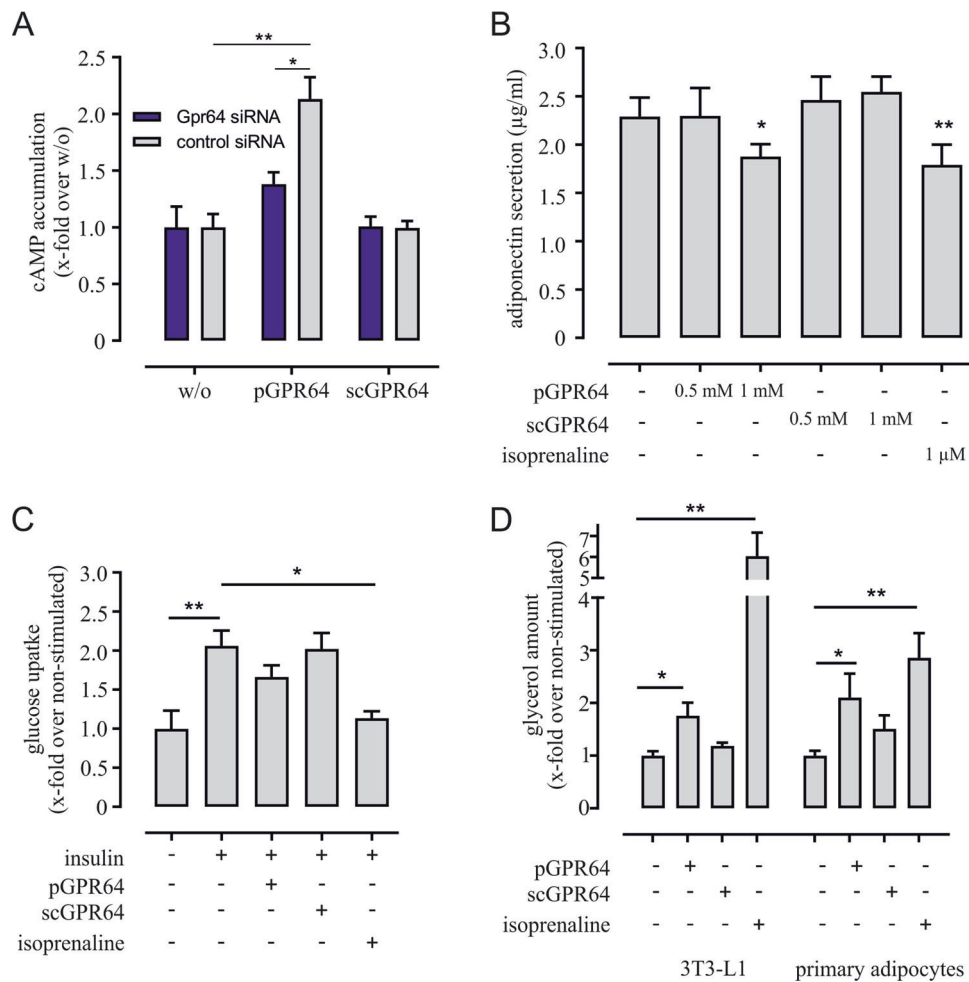 A
cAMP accumulation
(x-fold over w/o)
2.5
2.0
1.5
1.0
0.5
0
**
*
Gpr64 siRNA
control siRNA
w/o pGPR64 scGPR64
B
adiponectin secretion (µg/ml)
3.0
2.5
2.0
1.5
1.0
0.5
0
*
**
pGPR64 - 0.5 mM 1 mM - - -
scGPR64 - - - 0.5 mM 1 mM -
isoprenaline - - - - - 1 µM
C
glucose upatke
(x-fold over non-stimulated)
3.0
2.5
2.0
1.5
1.0
0.5
0
**
*
insulin - + + + +
pGPR64 - - + - -
scGPR64 - - - + -
isoprenaline - - - - +
D
glycerol amount
(x-fold over non-stimulated)
7
6
5
4
3
2
1
0
**
*
**
*
pGPR64 - + - - - + - -
scGPR64 - - + - - - + -
isoprenaline - - - + - - - +
3T3-L1 primary adipocytes